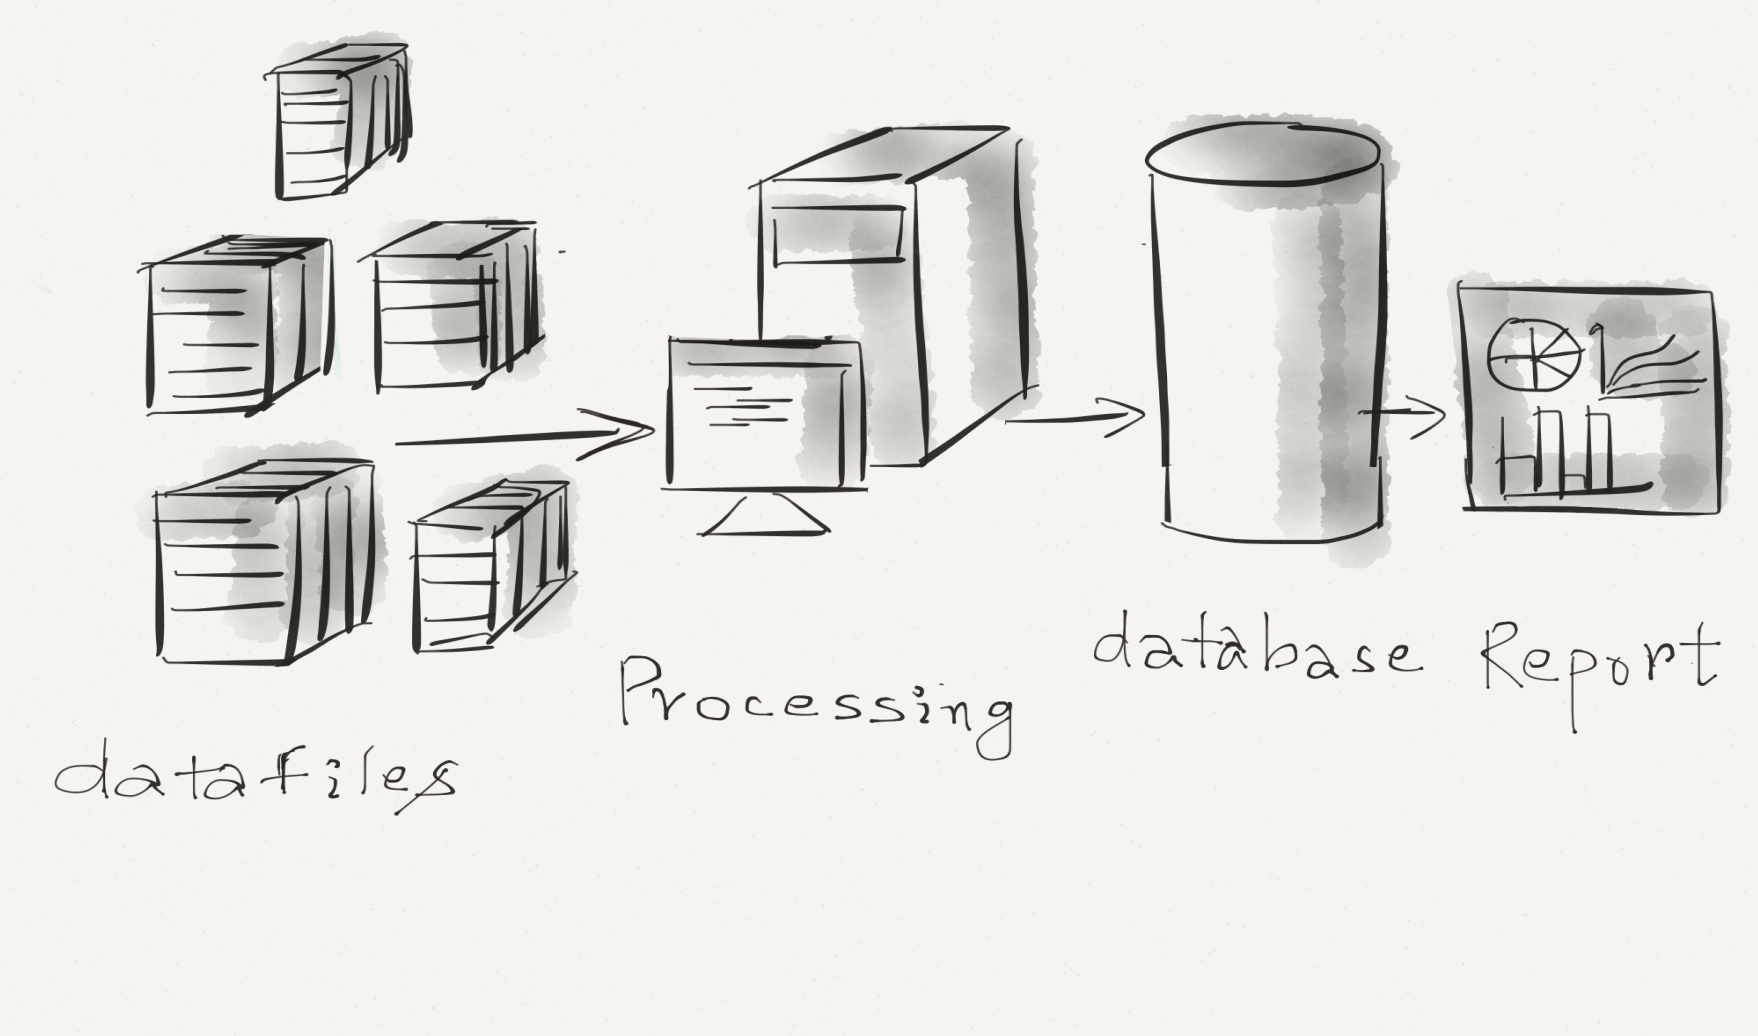 datafiles
Processing
database
Report